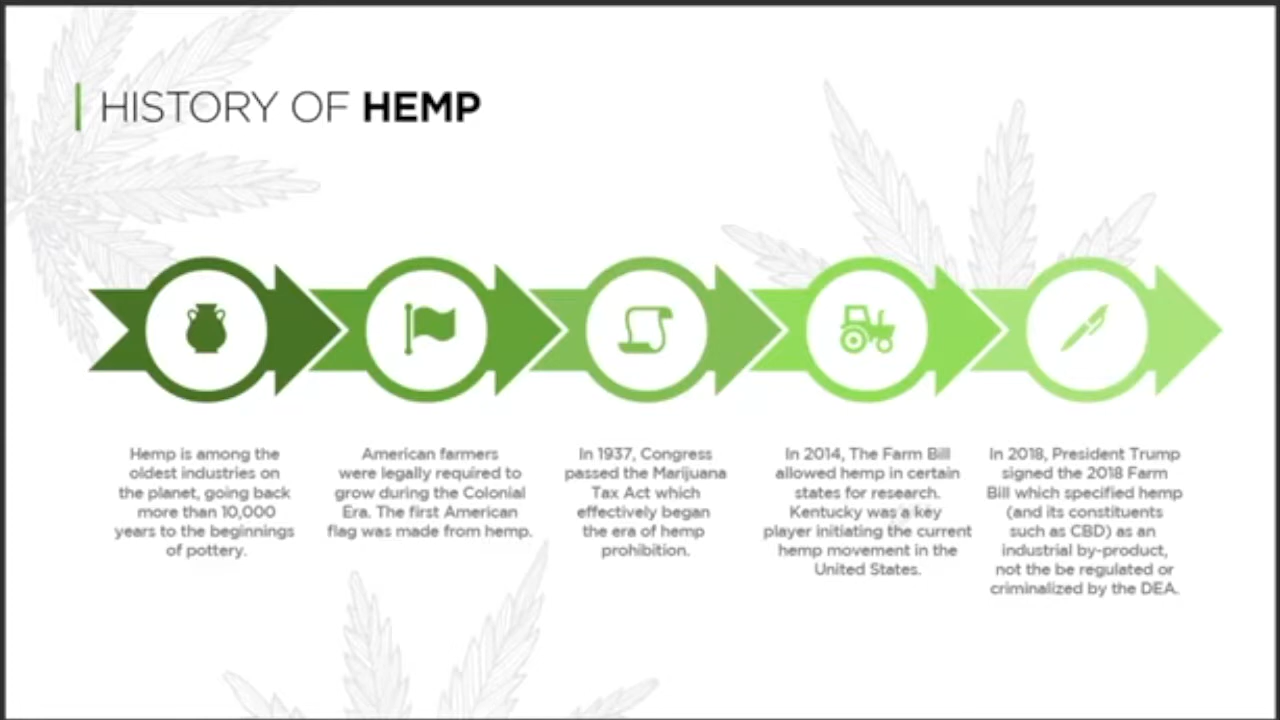 HISTORY OF HEMP
Hemp is among the
oldest industries on
the planet, going back
more than 10,000
years to the beginnings
of pottery.
American farmers
were legally required to
grow during the Colonial
Era. The first American
flag was made from hemp.
In 1937, Congress
passed the Marijuana
Tax Act which
effectively began
the era of hemp
prohibition.
In 2014, The Farm Bill
allowed hemp in certain
states for research.
Kentucky was a key
player initiating the current
hemp movement in the
United States.
In 2018, President Trump
signed the 2018 Farm
Bill which specified hemp
(and its constituents
such as CBD) as an
industrial by-product,
not the be regulated or
criminalized by the DEA.